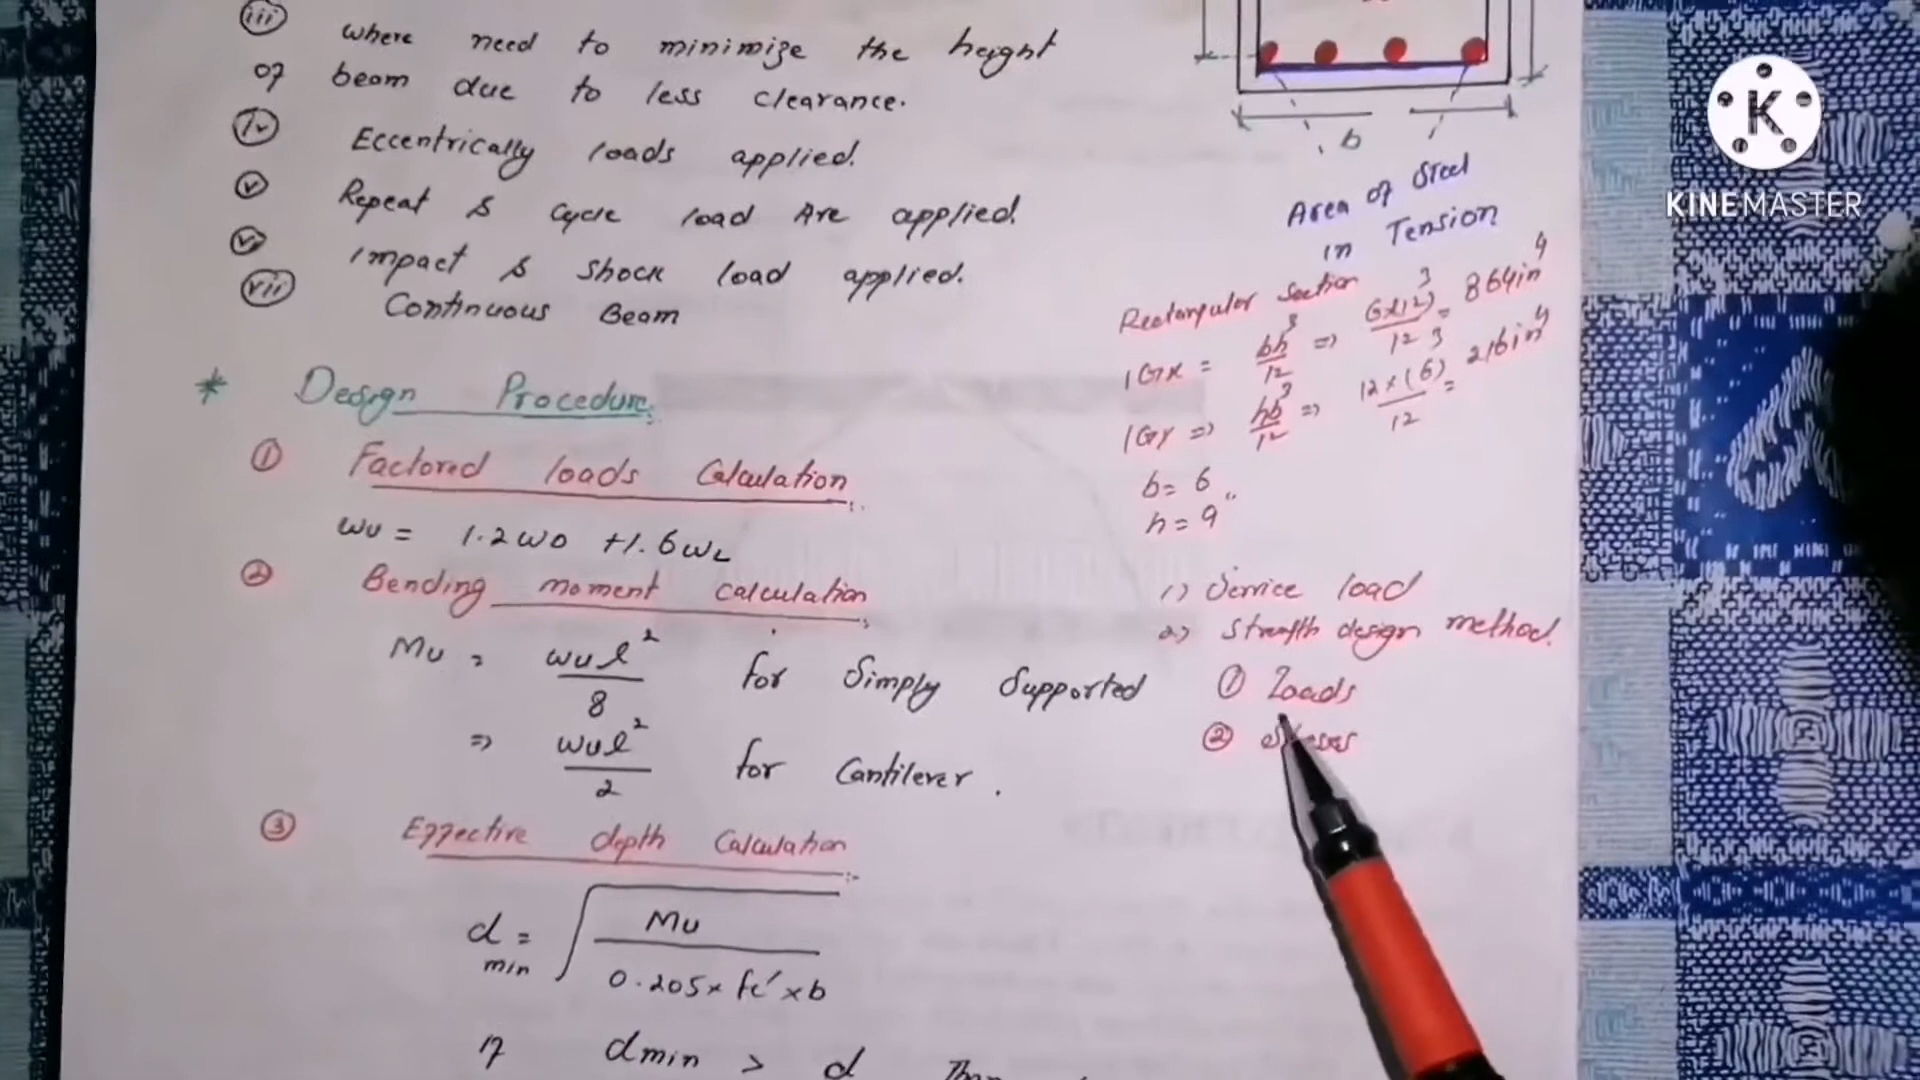 iii where need to minimize the height
of beam due to less clearance.
iv Eccentrically loads applied.
v Repeat & cycle load Are applied.
v Impact & shock load applied.
vii Continuous Beam
* Design Procedure
1 Factored loads Calculation
wu = 1.2wD + 1.6wL
2 Bending moment calculation
Mu = wul²/8 for Simply Supported
=> wul²/2 for Cantilever.
3 Effective depth Calculation
dmin = √(Mu / 0.205 × fc' × b)
if dmin > d
b
Area of Steel
in Tension
Rectangular Section
IGx = bh³/12 => 6x(12)³/12 = 864in⁴
IGy => hb³/12 => 12 x (6)³/12 = 216in⁴
b = 6"
h = 9
1) Service load
2) Strength design method.
1 Loads
2
K
KINEMASTER